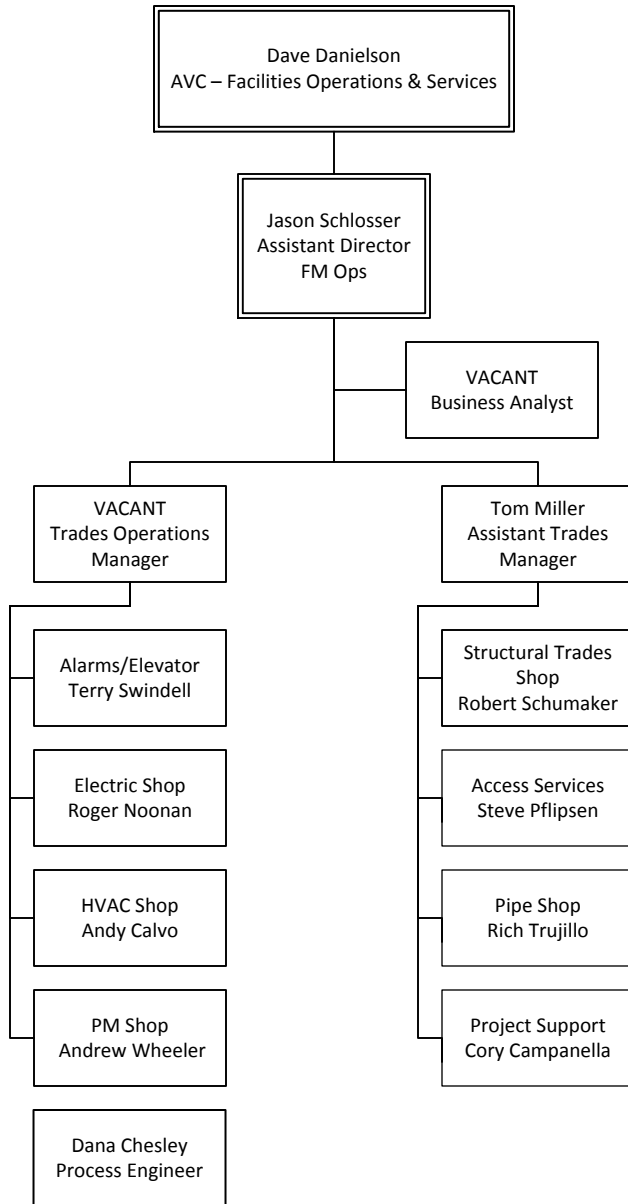 Dave Danielson
AVC – Facilities Operations & Services
Jason Schlosser
Assistant Director
FM Ops
VACANT
Business Analyst
VACANT
Trades Operations
Manager
Tom Miller
Assistant Trades
Manager
Alarms/Elevator
Terry Swindell
Structural Trades
Shop
Robert Schumaker
Electric Shop
Roger Noonan
Access Services
Steve Pflipsen
HVAC Shop
Andy Calvo
Pipe Shop
Rich Trujillo
PM Shop
Andrew Wheeler
Project Support
Cory Campanella
Dana Chesley
Process Engineer